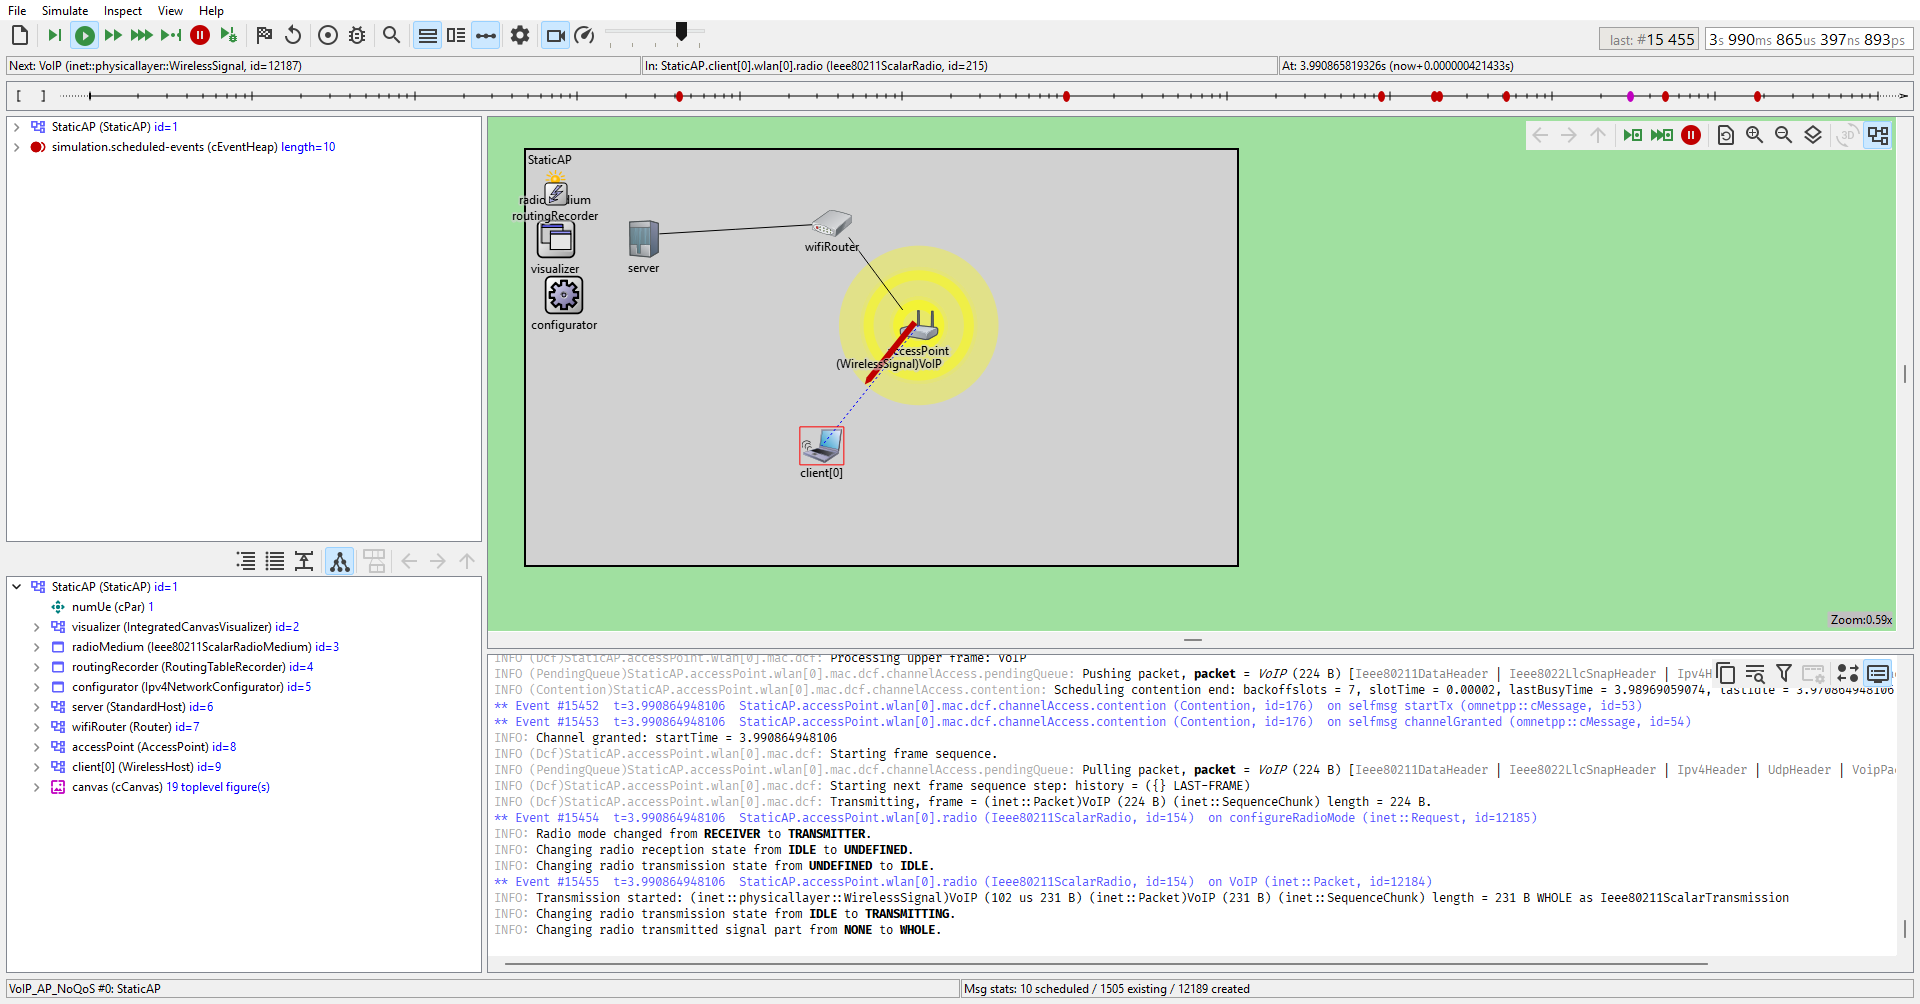 File Simulate Inspect View Help
last: #15 455
3s 990ms 865us 397ns 893ps
Next: VoIP (inet::physicallayer::WirelessSignal, id=12187)
In: StaticAP.client[0].wlan[0].radio (Ieee80211ScalarRadio, id=215)
At: 3.990865819326s (now+0.000000421433s)
[ ]
StaticAP (StaticAP) id=1
simulation.scheduled-events (cEventHeap) length=10
StaticAP
routingRecorder
visualizer
configurator
server
wifiRouter
(WirelessSignal)VoIP
client[0]
3D
Zoom:0.59x
StaticAP (StaticAP) id=1
numUe (cPar) 1
visualizer (IntegratedCanvasVisualizer) id=2
radioMedium (Ieee80211ScalarRadioMedium) id=3
routingRecorder (RoutingTableRecorder) id=4
configurator (Ipv4NetworkConfigurator) id=5
server (StandardHost) id=6
wifiRouter (Router) id=7
accessPoint (AccessPoint) id=8
client[0] (WirelessHost) id=9
canvas (cCanvas) 19 toplevel figure(s)
INFO (Dcf)StaticAP.accessPoint.wlan[0].mac.dcf: Processing upper frame: VoIP
INFO (PendingQueue)StaticAP.accessPoint.wlan[0].mac.dcf.channelAccess.pendingQueue: Pushing packet, packet = VoIP (224 B) [Ieee80211DataHeader | Ieee8022LlcSnapHeader | Ipv4H
INFO (Contention)StaticAP.accessPoint.wlan[0].mac.dcf.channelAccess.contention: Scheduling contention end: backoffslots = 7, slotTime = 0.00002, lastBusyTime = 3.98969059074, lastIdle = 3.970864948106
** Event #15452 t=3.990864948106 StaticAP.accessPoint.wlan[0].mac.dcf.channelAccess.contention (Contention, id=176) on selfmsg startTx (omnetpp::cMessage, id=53)
** Event #15453 t=3.990864948106 StaticAP.accessPoint.wlan[0].mac.dcf.channelAccess.contention (Contention, id=176) on selfmsg channelGranted (omnetpp::cMessage, id=54)
INFO: Channel granted: startTime = 3.990864948106
INFO (Dcf)StaticAP.accessPoint.wlan[0].mac.dcf: Starting frame sequence.
INFO (PendingQueue)StaticAP.accessPoint.wlan[0].mac.dcf.channelAccess.pendingQueue: Pulling packet, packet = VoIP (224 B) [Ieee80211DataHeader | Ieee8022LlcSnapHeader | Ipv4Header | UdpHeader | VoipPa
INFO (Dcf)StaticAP.accessPoint.wlan[0].mac.dcf: Starting next frame sequence step: history = ({} LAST-FRAME)
INFO (Dcf)StaticAP.accessPoint.wlan[0].mac.dcf: Transmitting, frame = (inet::Packet)VoIP (224 B) (inet::SequenceChunk) length = 224 B.
** Event #15454 t=3.990864948106 StaticAP.accessPoint.wlan[0].radio (Ieee80211ScalarRadio, id=154) on configureRadioMode (inet::Request, id=12185)
INFO: Radio mode changed from RECEIVER to TRANSMITTER.
INFO: Changing radio reception state from IDLE to UNDEFINED.
INFO: Changing radio transmission state from UNDEFINED to IDLE.
** Event #15455 t=3.990864948106 StaticAP.accessPoint.wlan[0].radio (Ieee80211ScalarRadio, id=154) on VoIP (inet::Packet, id=12184)
INFO: Transmission started: (inet::physicallayer::WirelessSignal)VoIP (102 us 231 B) (inet::Packet)VoIP (231 B) (inet::SequenceChunk) length = 231 B WHOLE as Ieee80211ScalarTransmission
INFO: Changing radio transmission state from IDLE to TRANSMITTING.
INFO: Changing radio transmitted signal part from NONE to WHOLE.
VoIP_AP_NoQoS #0: StaticAP
Msg stats: 10 scheduled / 1505 existing / 12189 created